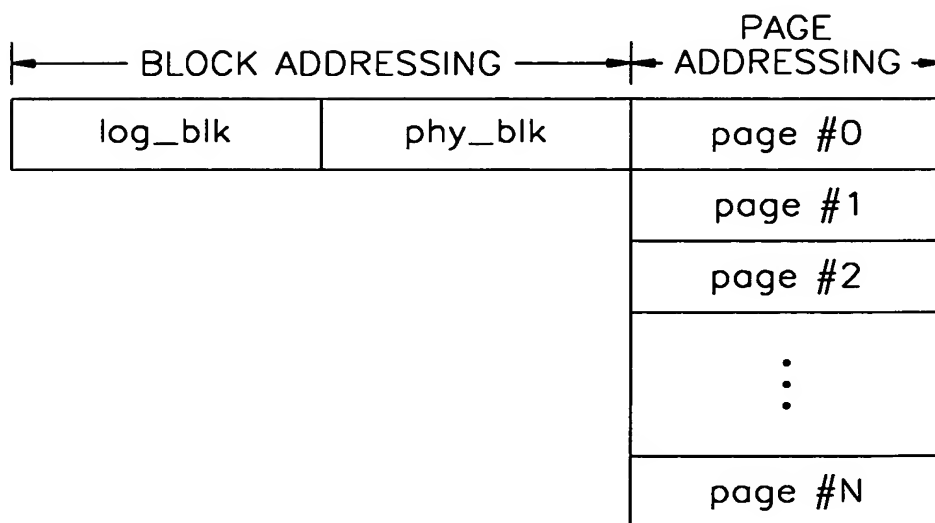 PAGE
BLOCK ADDRESSING ADDRESSING
log_blk phy_blk page #0
page #1
page #2
page #N